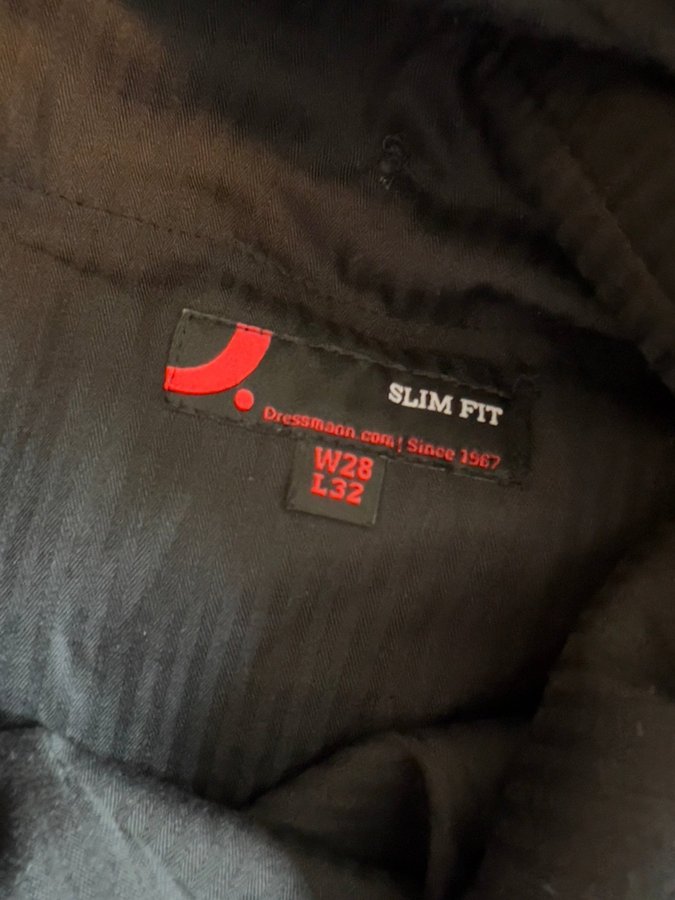 SLIM FIT
Dressmann.com | Since 1967
W28
L32